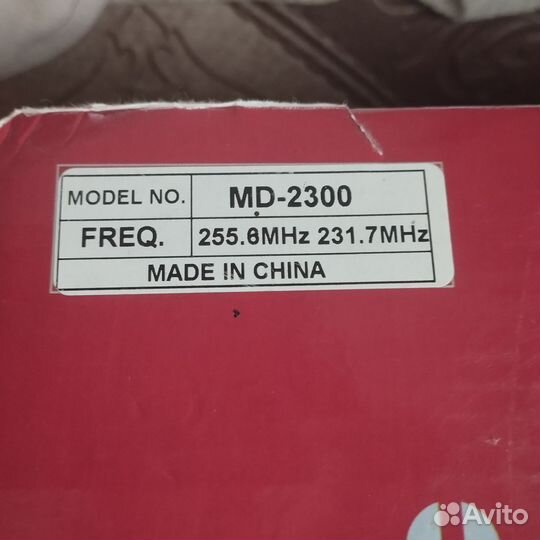 MODEL NO. MD-2300
FREQ. 255.6MHz 231.7MHz
MADE IN CHINA
Avito